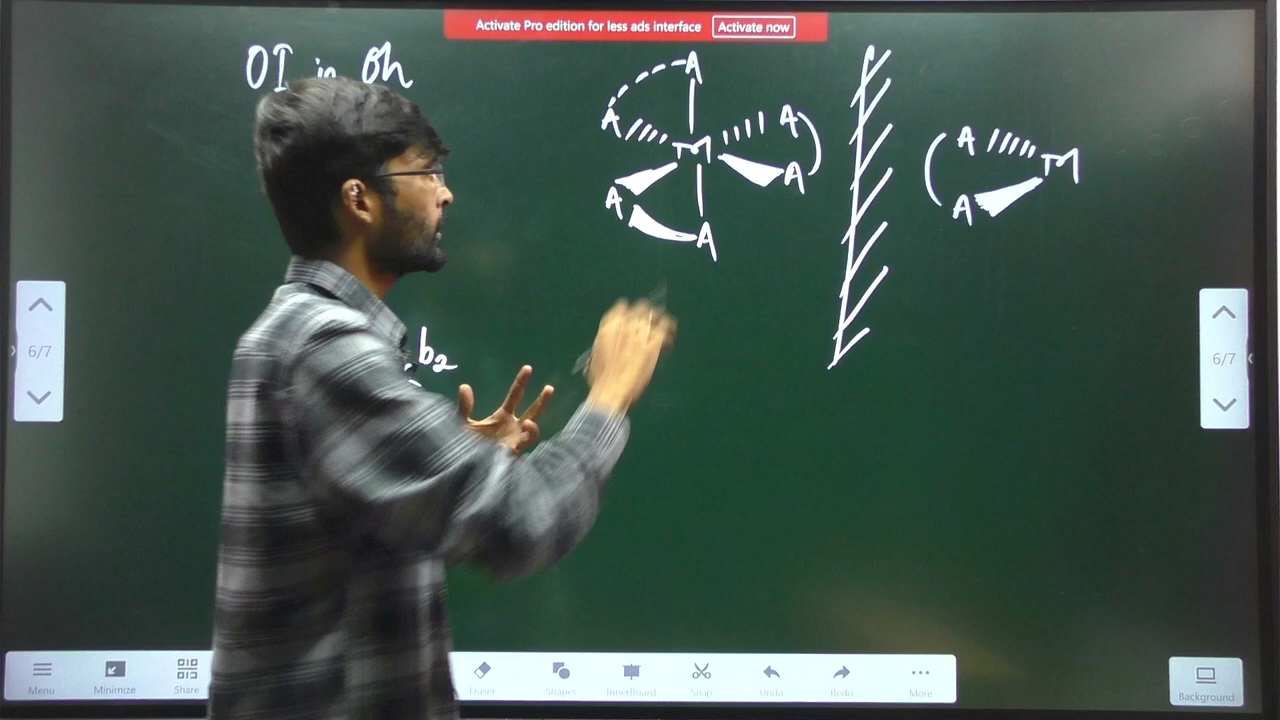 Activate Pro edition for less ads interface Activate now
OI in Oh
A
A A
M
A A
A
A M
A
b2
6/7
6/7
Menu Minimize Share Eraser Shapes InnerBoard Snap Undo Redo More Background